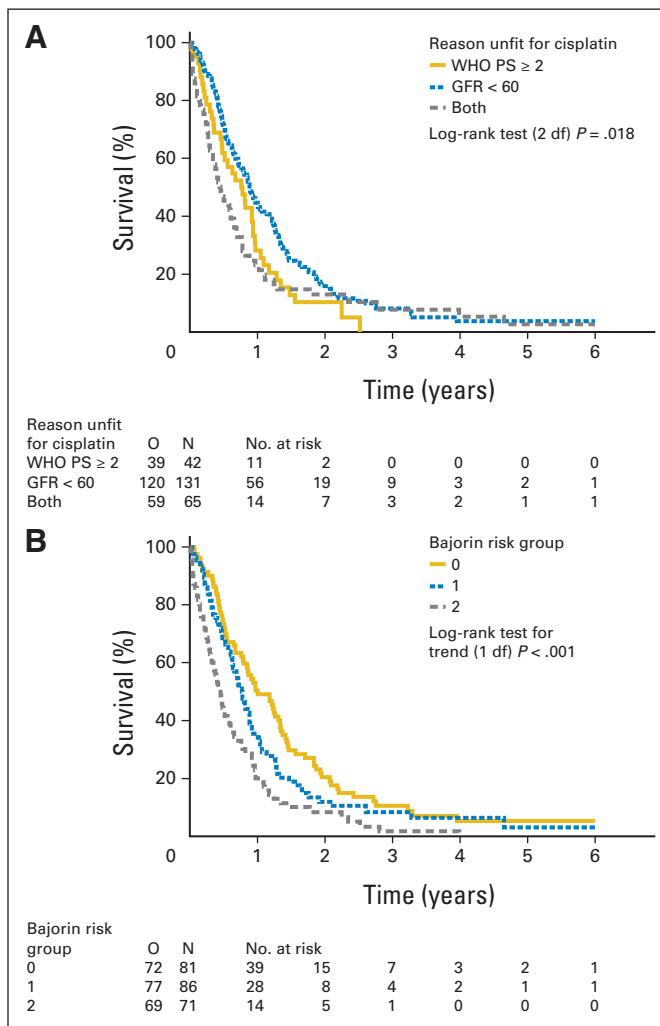 A
Survival (%)
100
80
60
40
20
0 1 2 3 4 5 6
Time (years)
Reason unfit for cisplatin
WHO PS ≥ 2
GFR < 60
Both
Log-rank test (2 df) P = .018
Reason unfit
for cisplatin O N No. at risk
WHO PS ≥ 2 39 42 11 2 0 0 0 0
GFR < 60 120 131 56 19 9 3 2 1
Both 59 65 14 7 3 2 1 1
B
Survival (%)
100
80
60
40
20
0 1 2 3 4 5 6
Time (years)
Bajorin risk group
0
1
2
Log-rank test for
trend (1 df) P < .001
Bajorin risk
group O N No. at risk
0 72 81 39 15 7 3 2 1
1 77 86 28 8 4 2 1 1
2 69 71 14 5 1 0 0 0